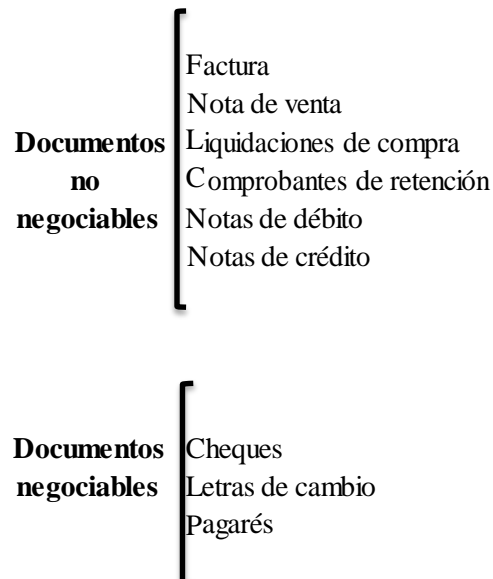 Documentos
no
negociables
Factura
Nota de venta
Liquidaciones de compra
Comprobantes de retención
Notas de débito
Notas de crédito
Documentos
negociables
Cheques
Letras de cambio
Pagarés